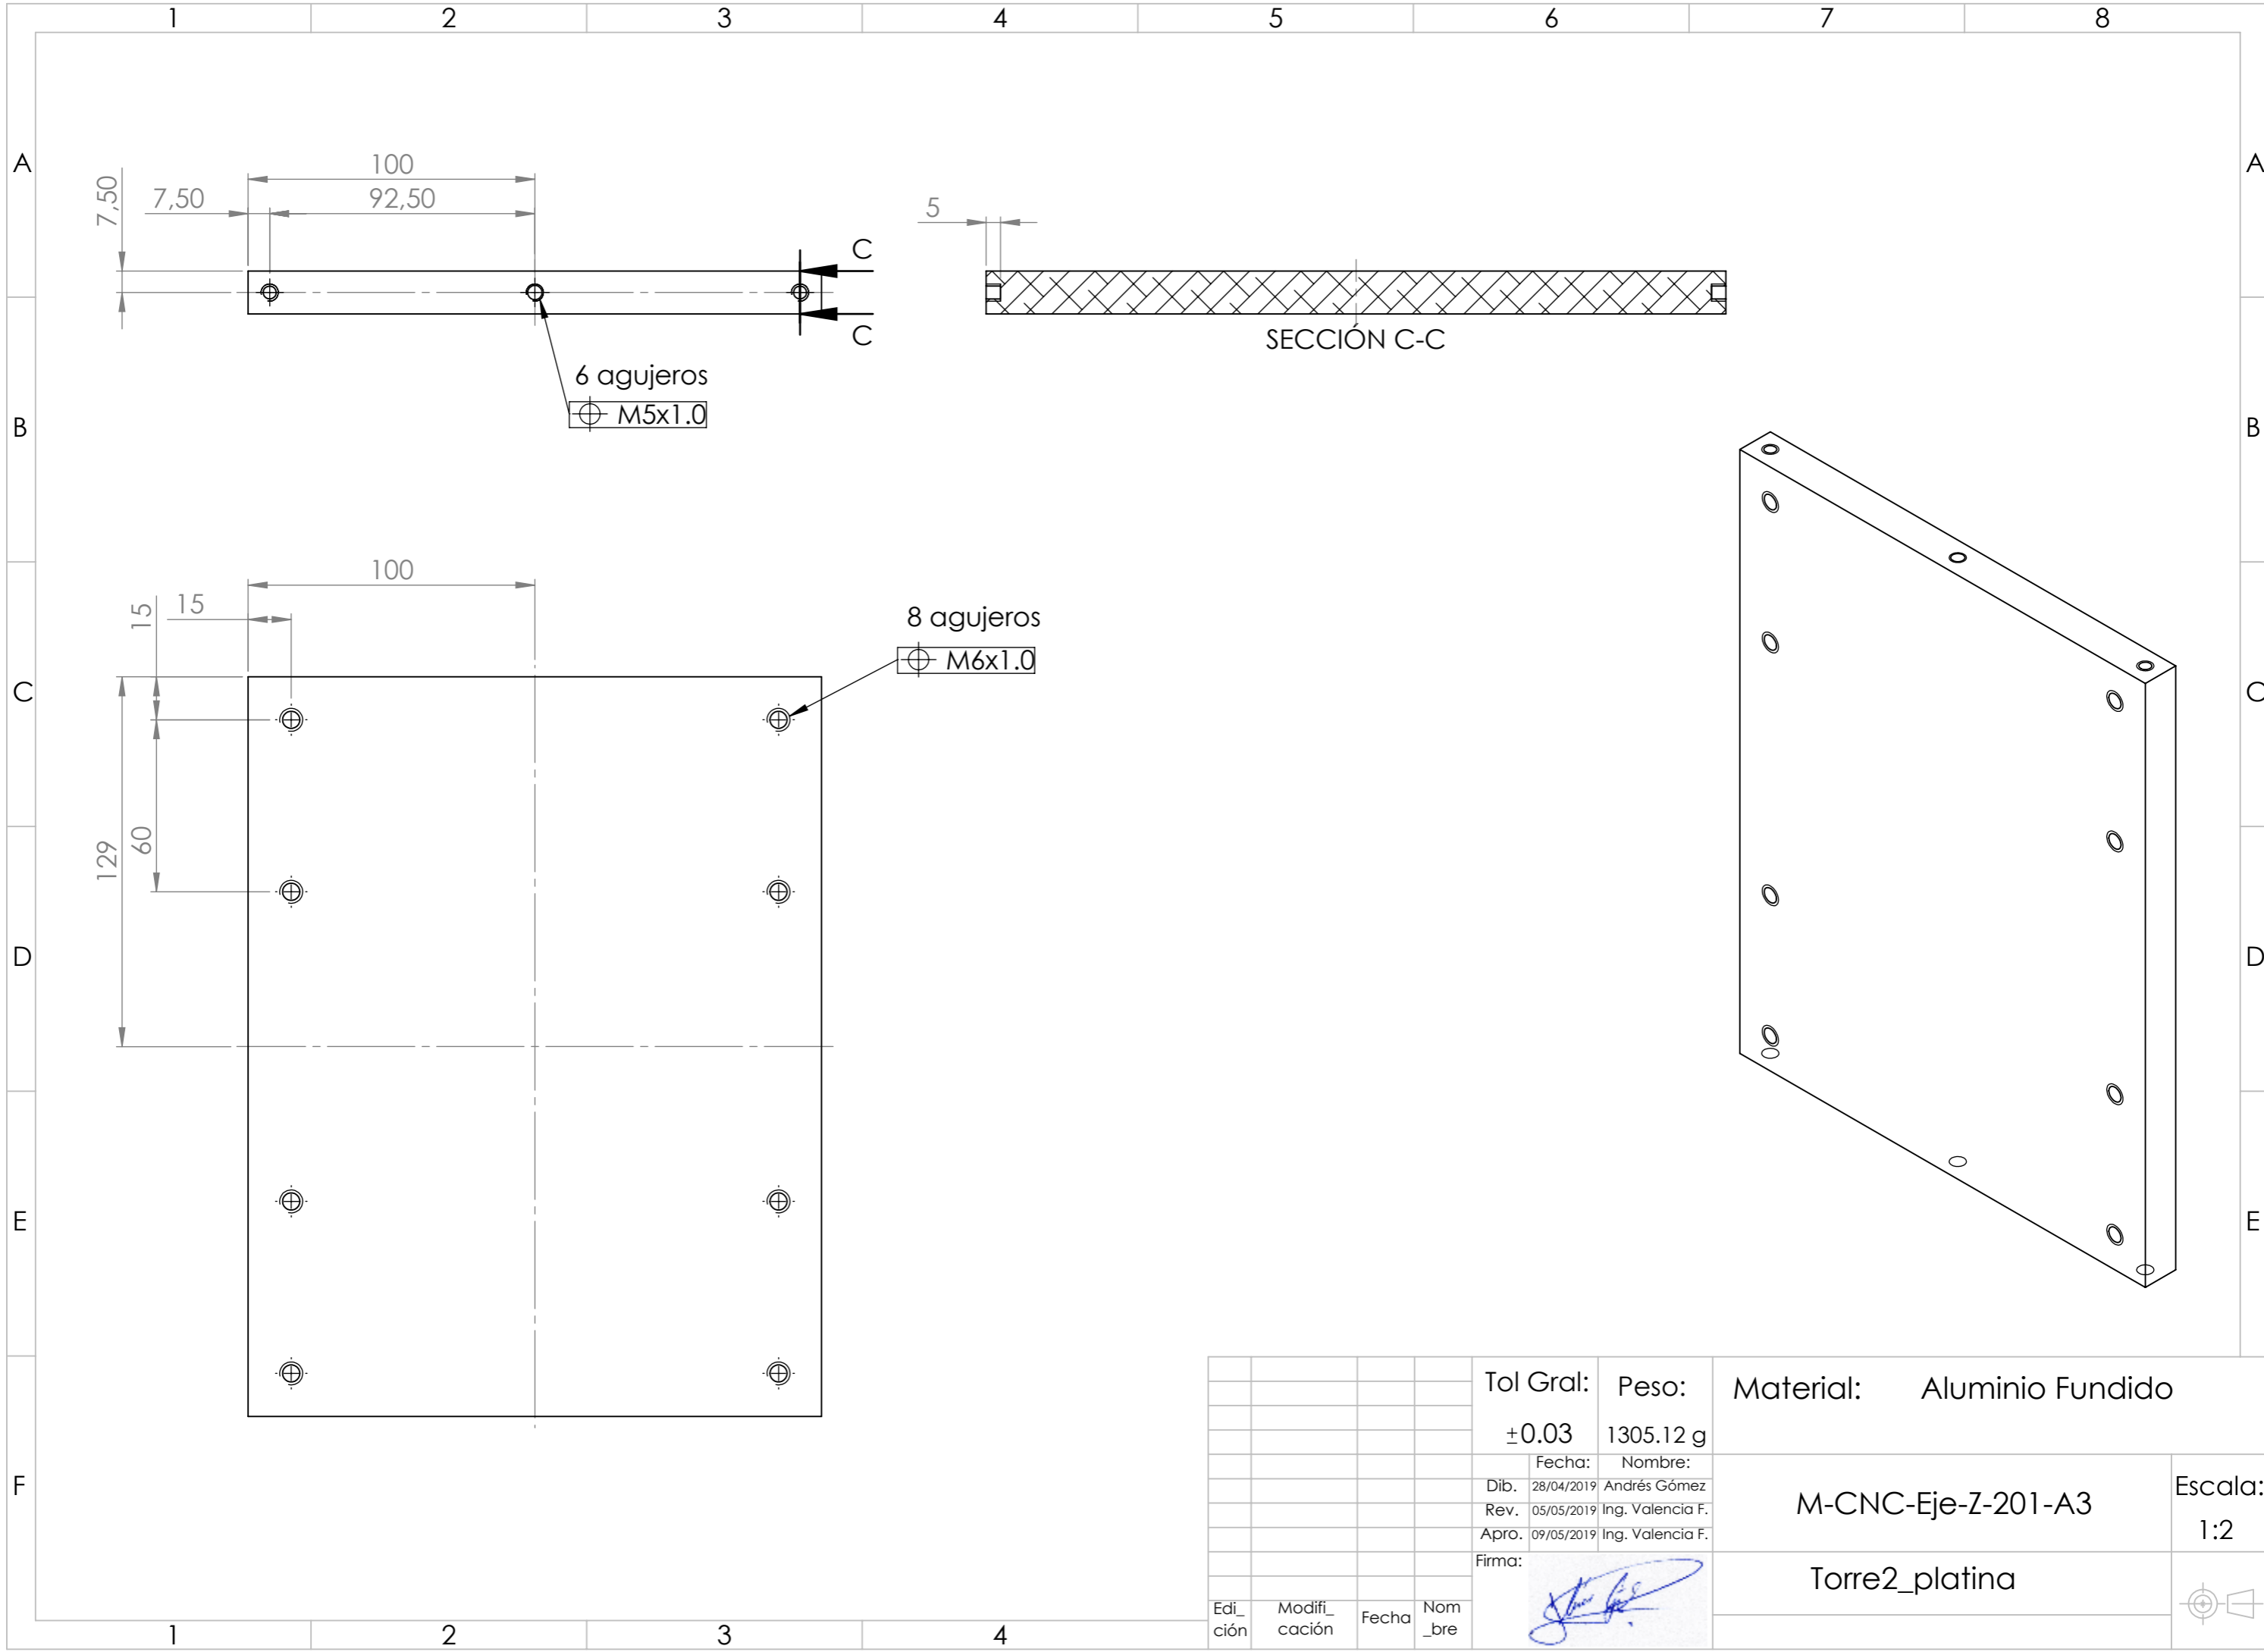 1 2 3 4 5 6 7 8
A A
100
7,50 7,50 92,50
5
C
C
SECCIÓN C-C
6 agujeros
M5x1.0
B B
100
15 15
8 agujeros
M6x1.0
C C
60
129
D D
E E
F
Tol Gral: Peso: Material: Aluminio Fundido
±0.03 1305.12 g
Fecha: Nombre:
Dib. 28/04/2019 Andrés Gómez
Rev. 05/05/2019 Ing. Valencia F.
Apro. 09/05/2019 Ing. Valencia F.
M-CNC-Eje-Z-201-A3
Escala:
1:2
Firma:
Torre2_platina
Edi_ Modifi_ Fecha Nom
ción cación _bre
1 2 3 4